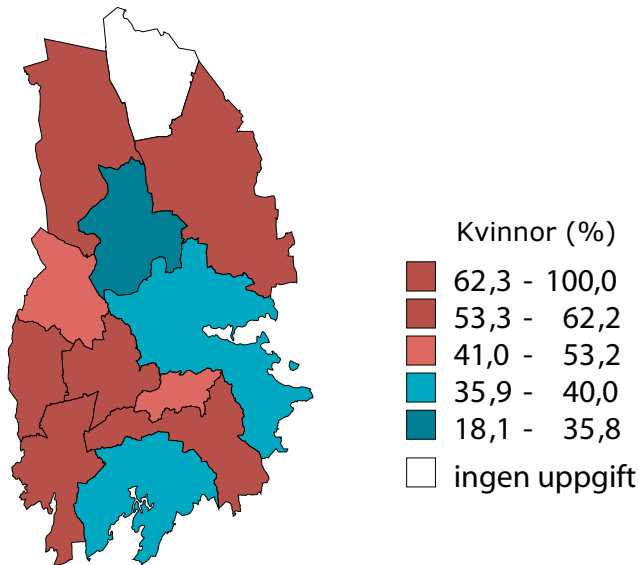 Kvinnor (%)
62,3 - 100,0
53,3 - 62,2
41,0 - 53,2
35,9 - 40,0
18,1 - 35,8
ingen uppgift